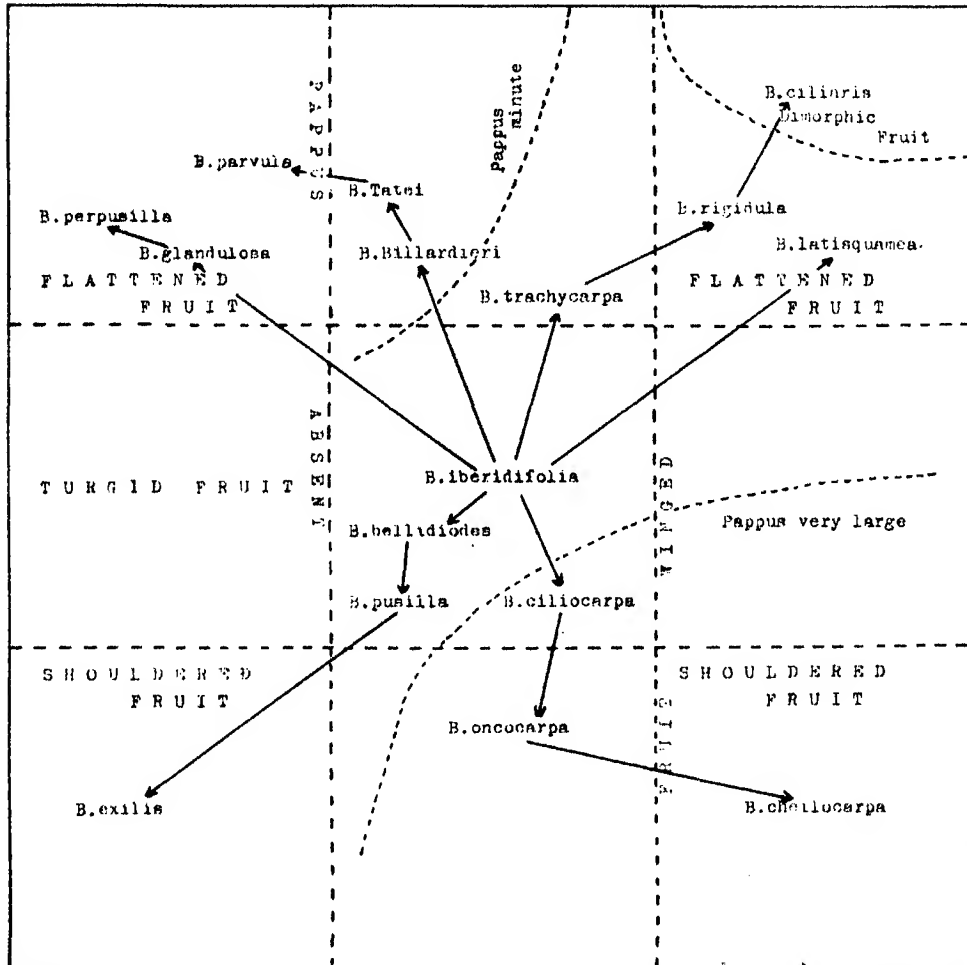 PAPPUS
Pappus
minute
B.ciliaris
Dimorphic
Fruit
B.parvula
B.Tatei
B.perpusilla
B.rigidula
B.glandulosa
B.Billardieri
B.latisquamea.
FLATTENED
FRUIT
B.trachycarpa
FLATTENED
FRUIT
ABSENT
B.iberidifolia
TURGID FRUIT
WINGED
Pappus very large
B.bellidiodes
B.pusilla
B.ciliocarpa
SHOULDERED
FRUIT
SHOULDERED
FRUIT
FRUIT
B.oncocarpa
B.exilis
B.cheilocarpa